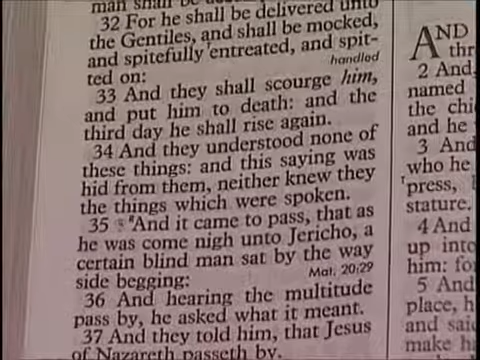 man shall be
32 For he shall be delivered unto
the Gentiles, and shall be mocked,
and spitefully entreated, and spit-
handled
ted on:
33 And they shall scourge him,
and put him to death: and the
third day he shall rise again.
34 And they understood none of
these things: and this saying was
hid from them, neither knew they
the things which were spoken.
35 And it came to pass, that as
he was come nigh unto Jericho, a
certain blind man sat by the way
side begging:
Mat. 20:29
36 And hearing the multitude
pass by, he asked what it meant.
37 And they told him, that Jesus
of Nazareth passeth by.
AND
thr
2 And,
named
the chi
and he
3 And
who he
press,
stature.
4 And
up into
him: fo
5 And
place, h
and sai
make h